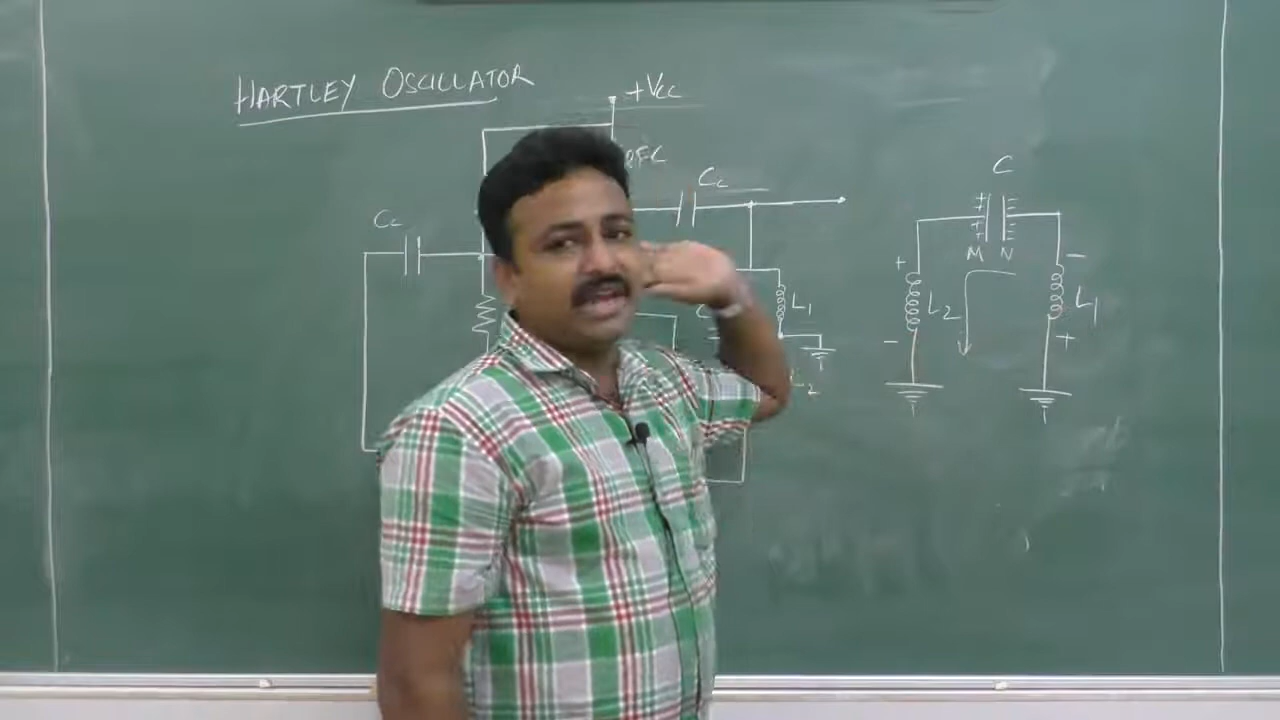 HARTLEY OSCILLATOR
+Vcc
RFC
Cc
Cc
L1
C
+ + + M N
+ -
L2 L1
- +